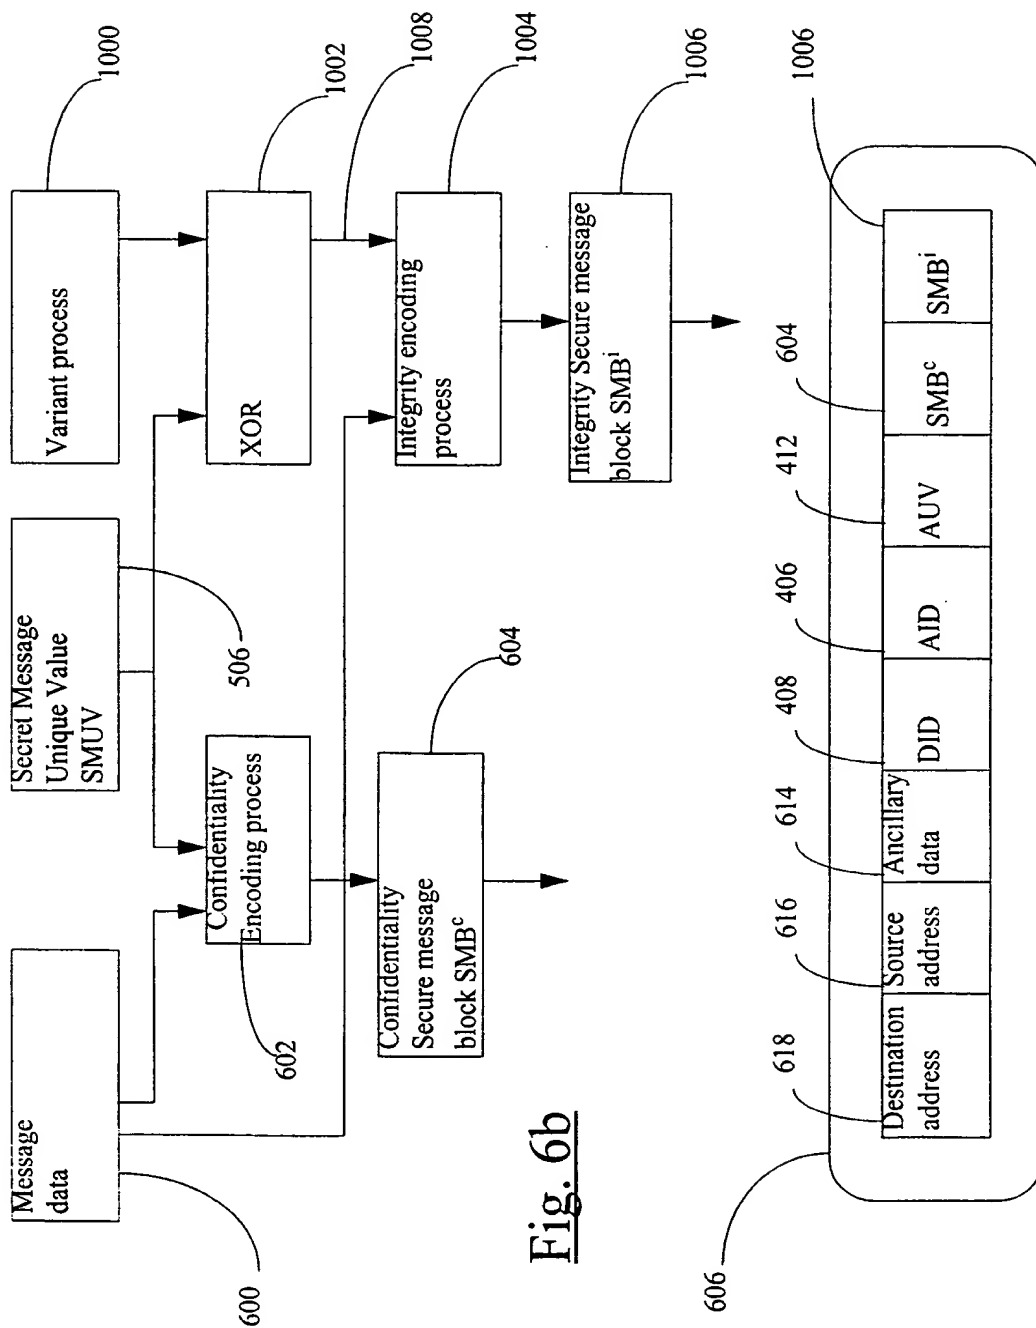 Message
data
600
Secret Message
Unique Value
SMUV
506
Variant process
1000
Confidentiality
Encoding process
602
XOR
1002
1008
Confidentiality
Secure message
block SMBᶜ
604
Integrity encoding
process
1004
Integrity Secure message
block SMBⁱ
1006
Fig. 6b
606
618
616
614
408
406
412
604
1006
Destination
address
Source
address
Ancillary
data
DID
AID
AUV
SMBᶜ
SMBⁱ